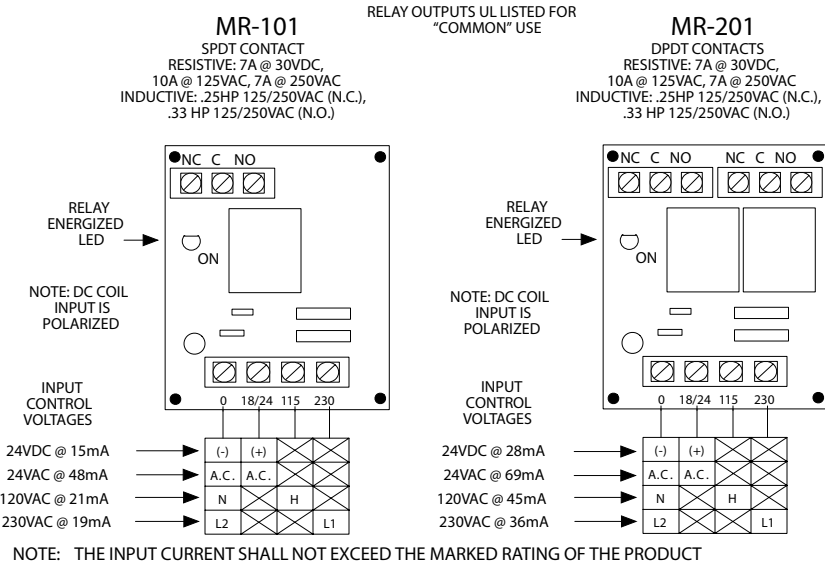 RELAY OUTPUTS UL LISTED FOR
"COMMON" USE
MR-101
SPDT CONTACT
RESISTIVE: 7A @ 30VDC,
10A @ 125VAC, 7A @ 250VAC
INDUCTIVE: .25HP 125/250VAC (N.C.),
.33 HP 125/250VAC (N.O.)
NC C NO
RELAY
ENERGIZED
LED
ON
NOTE: DC COIL
INPUT IS
POLARIZED
INPUT
CONTROL
VOLTAGES
0 18/24 115 230
24VDC @ 15mA (-) (+)
24VAC @ 48mA A.C. A.C.
120VAC @ 21mA N H
230VAC @ 19mA L2 L1
MR-201
DPDT CONTACTS
RESISTIVE: 7A @ 30VDC,
10A @ 125VAC, 7A @ 250VAC
INDUCTIVE: .25HP 125/250VAC (N.C.),
.33 HP 125/250VAC (N.O.)
NC C NO NC C NO
RELAY
ENERGIZED
LED
ON
NOTE: DC COIL
INPUT IS
POLARIZED
INPUT
CONTROL
VOLTAGES
0 18/24 115 230
24VDC @ 28mA (-) (+)
24VAC @ 69mA A.C. A.C.
120VAC @ 45mA N H
230VAC @ 36mA L2 L1
NOTE: THE INPUT CURRENT SHALL NOT EXCEED THE MARKED RATING OF THE PRODUCT